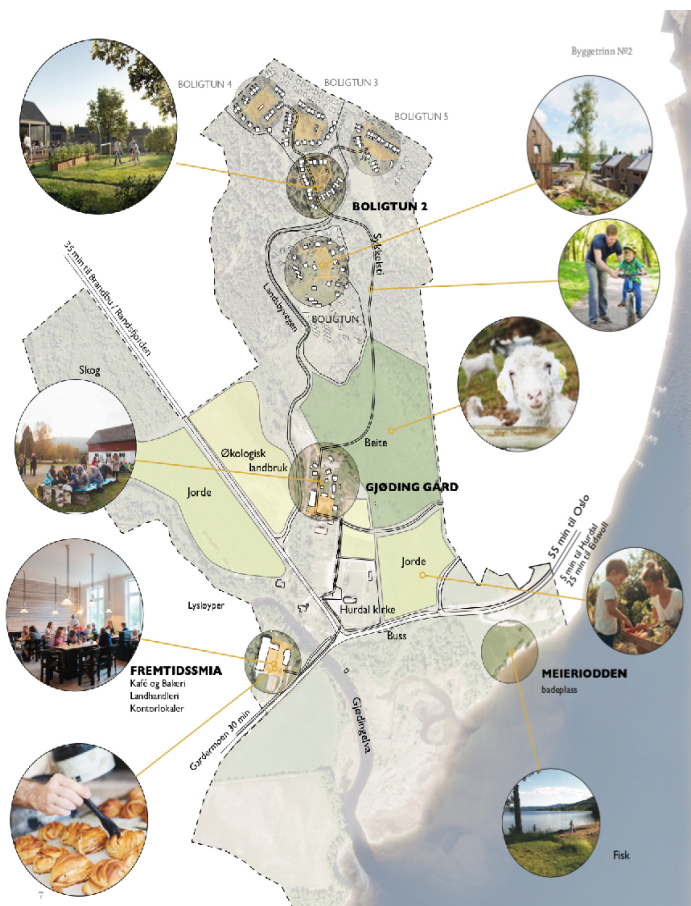 Byggetrinn №2
BOLIGTUN 4
BOLIGTUN 3
BOLIGTUN 5
BOLIGTUN 2
Sykkelsti
Landsbyvegen
BOLIGTUN
35 min til Brandbu / Randsfjorden
Skog
Økologisk
landbruk
Beite
Jorde
GJØDING GÅRD
55 min til Oslo
5 min til Hurdal
25 min til Eidsvoll
Jorde
Lysløyper
Hurdal kirke
Buss
FREMTIDSSMIA
Kafé og Bakeri
Landhandleri
Kontorlokaler
MEIERIODDEN
badeplass
Gardermoen 30 min
Gjødingelva
Fisk
7